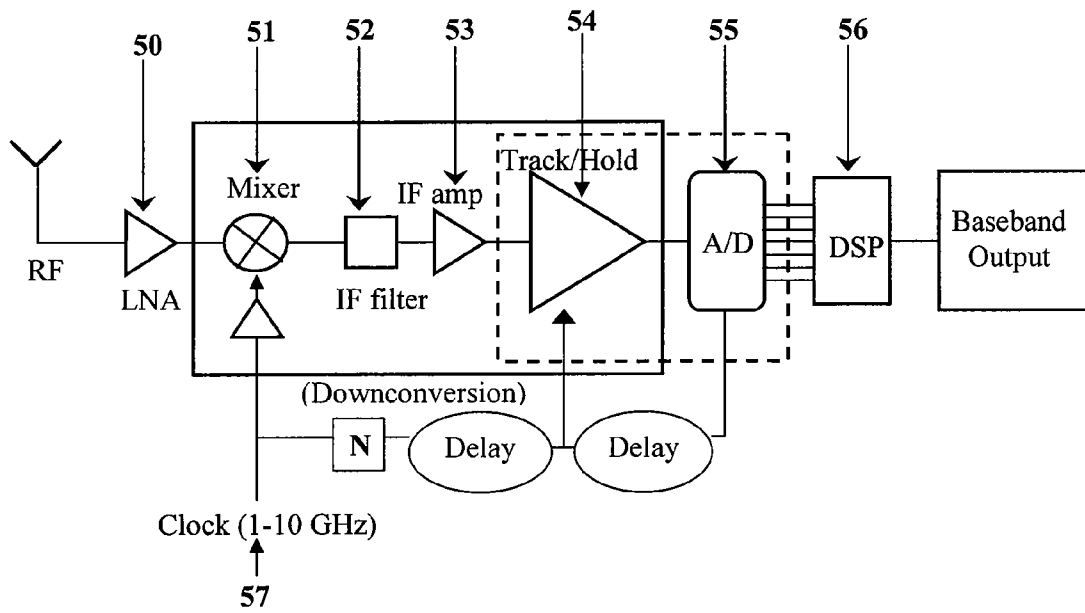 50
51
52
53
54
55
56
Track/Hold
Mixer
IF amp
RF
LNA
IF filter
A/D
DSP
Baseband
Output
(Downconversion)
N
Delay
Delay
Clock (1-10 GHz)
57